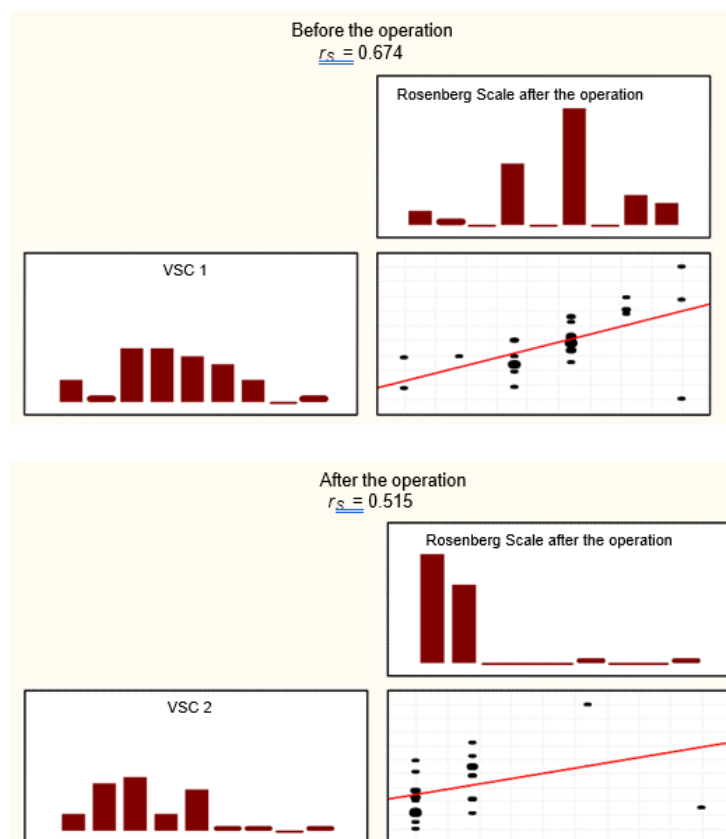 Before the operation
rs = 0.674
Rosenberg Scale after the operation
VSC 1
After the operation
rs = 0.515
Rosenberg Scale after the operation
VSC 2